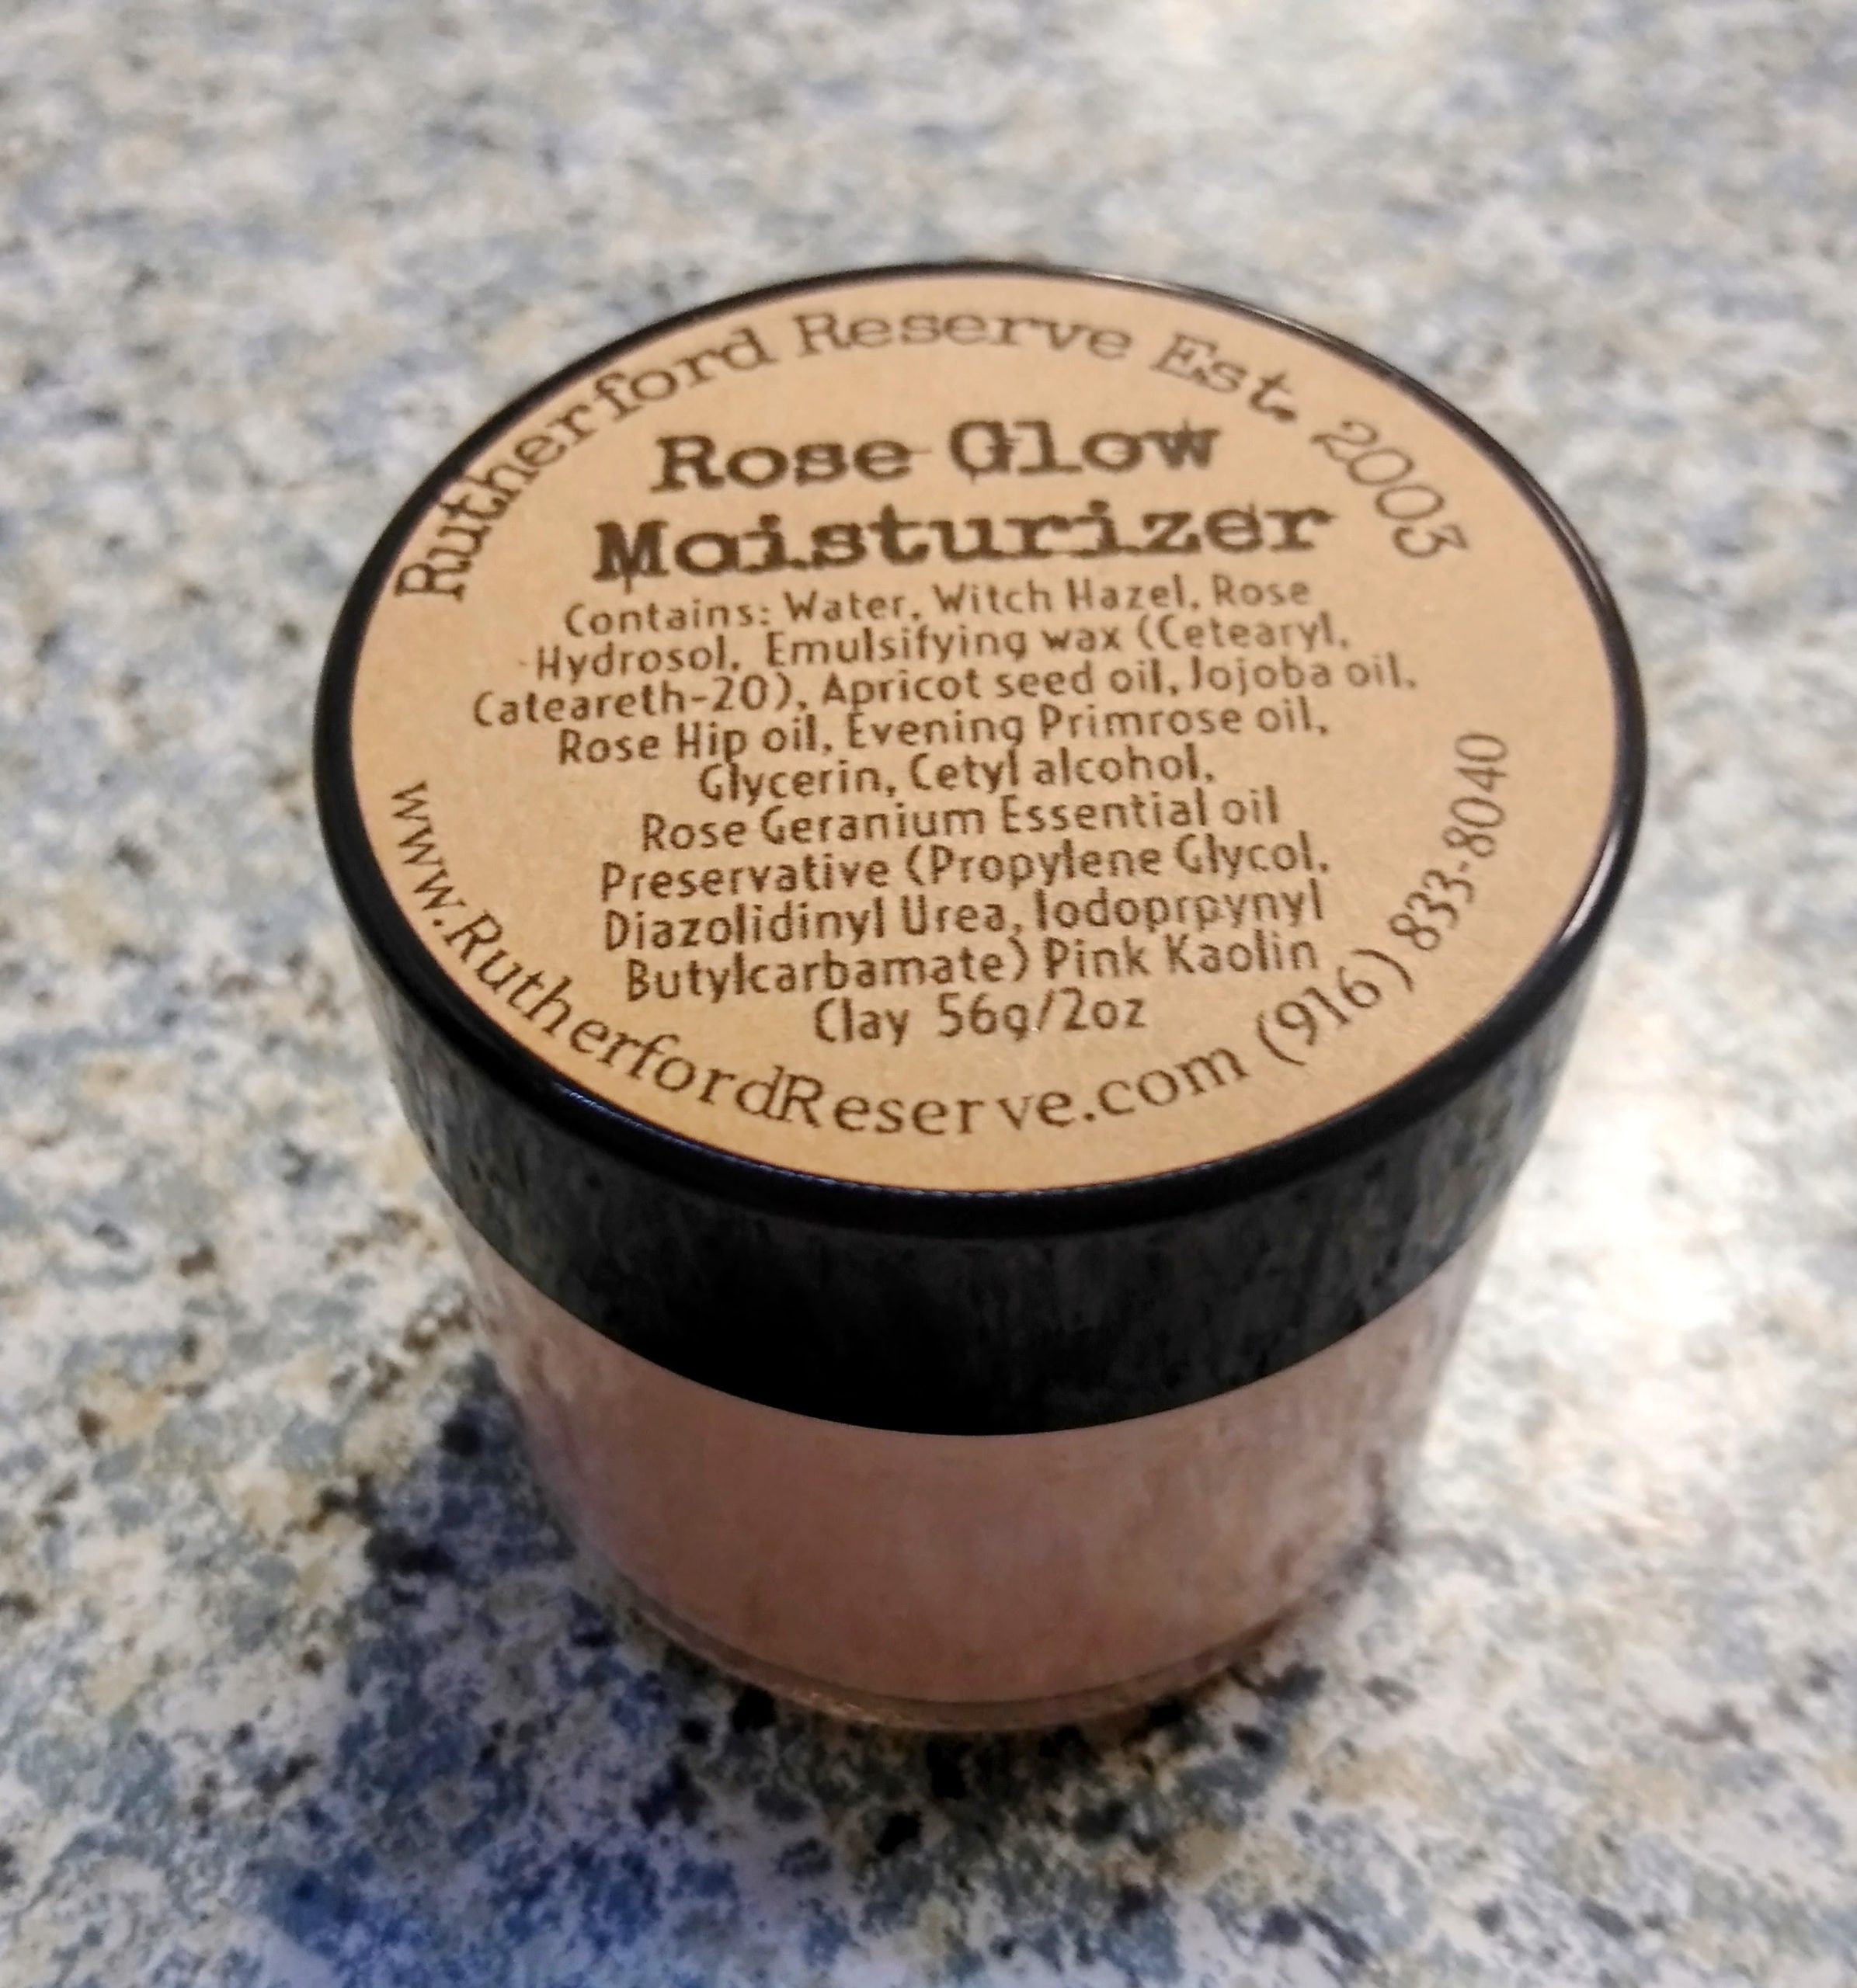 Rutherford Reserve Est. 2003
Rose Glow
Moisturizer
Contains: Water, Witch Hazel, Rose
Hydrosol, Emulsifying wax (Cetearyl,
Cateareth-20), Apricot seed oil, Jojoba oil,
Rose Hip oil, Evening Primrose oil,
Glycerin, Cetyl alcohol,
Rose Geranium Essential oil
Preservative (Propylene Glycol,
Diazolidinyl Urea, Iodoprpynyl
Butylcarbamate) Pink Kaolin
Clay 56g/2oz
www.RutherfordReserve.com (916) 833-8040